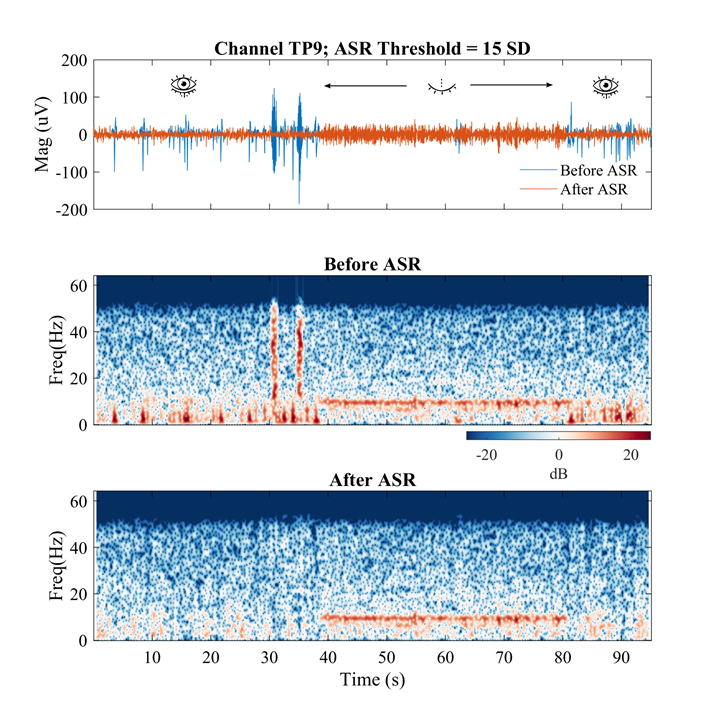 Channel TP9; ASR Threshold = 15 SD
200
100
0
-100
-200
Mag (uV)
Before ASR
After ASR
Before ASR
60
40
20
0
Freq(Hz)
-20 0 20
dB
After ASR
60
40
20
0
Freq(Hz)
10 20 30 40 50 60 70 80 90
Time (s)